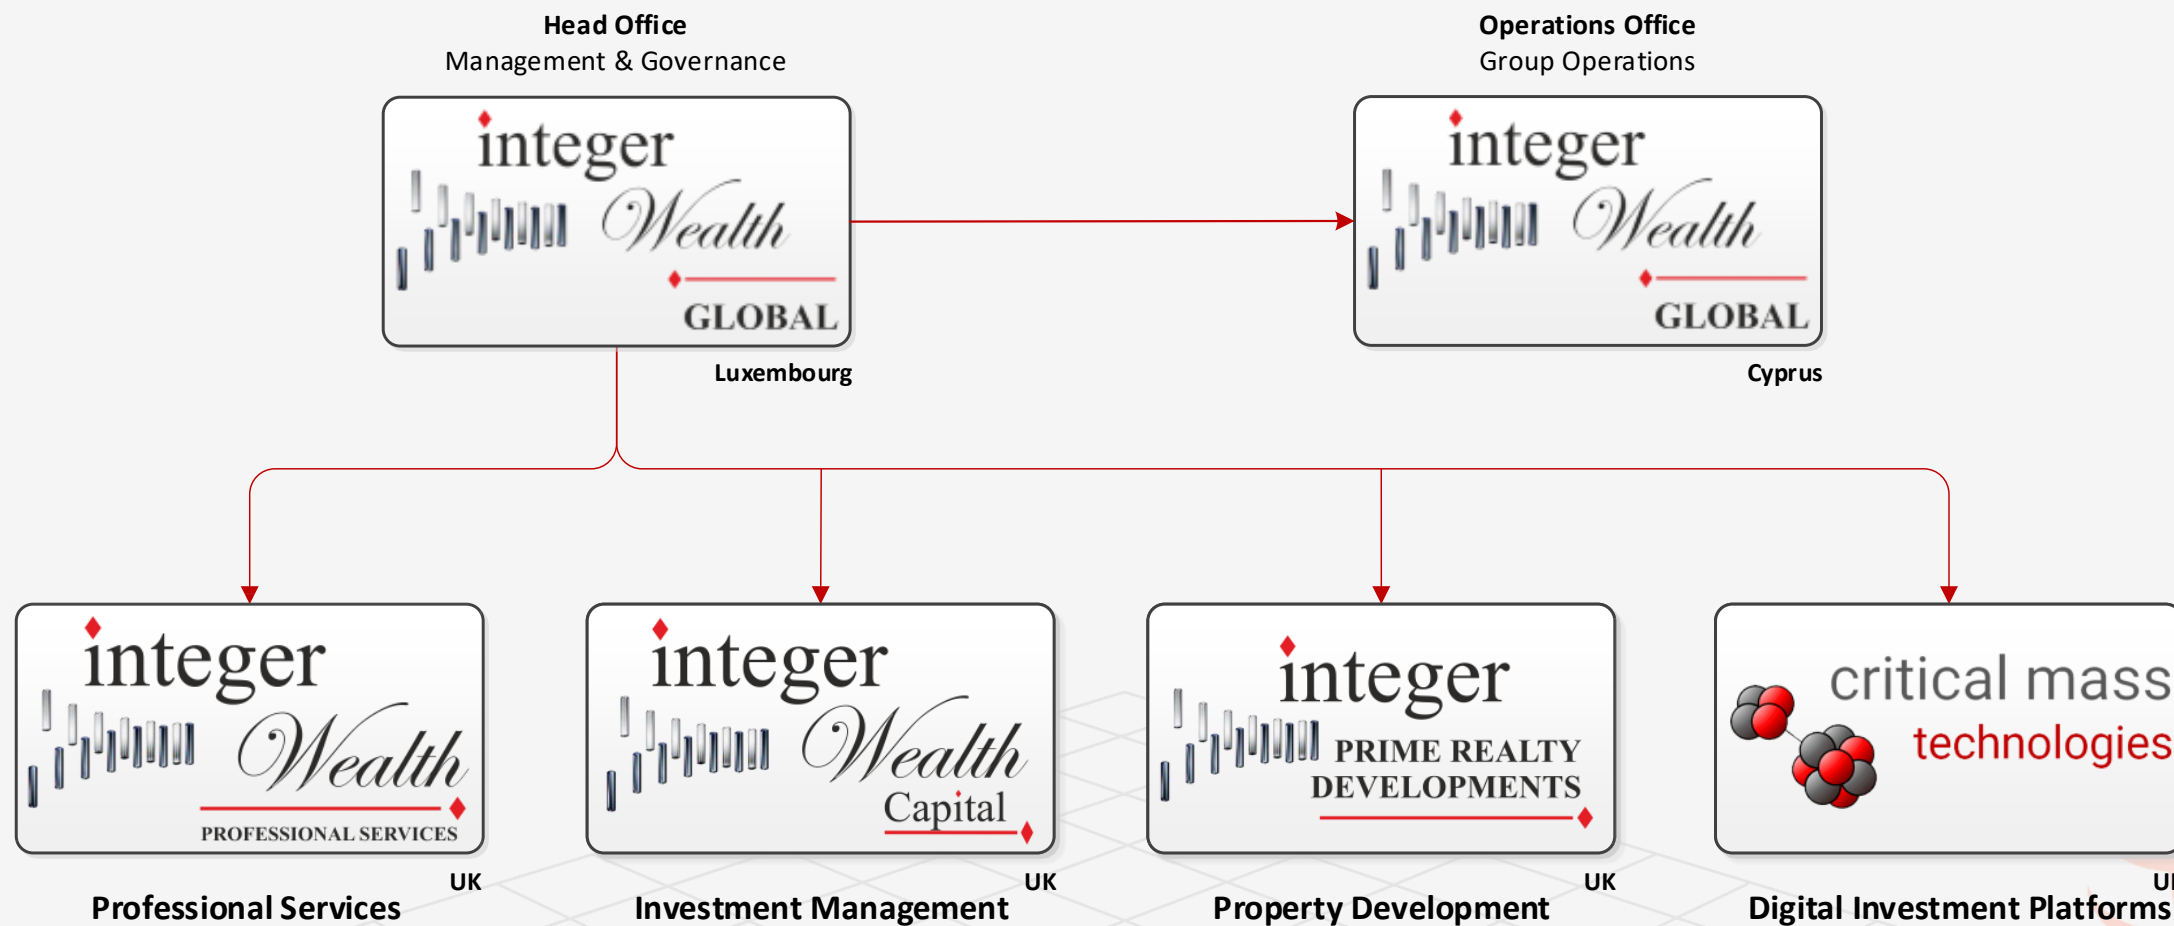 Head Office
Management & Governance
integer
Wealth
GLOBAL
Luxembourg
Operations Office
Group Operations
integer
Wealth
GLOBAL
Cyprus
integer
Wealth
PROFESSIONAL SERVICES
UK
Professional Services
integer
Wealth
Capital
UK
Investment Management
integer
PRIME REALTY
DEVELOPMENTS
UK
Property Development
critical mass
technologies
Digital Investment Platforms